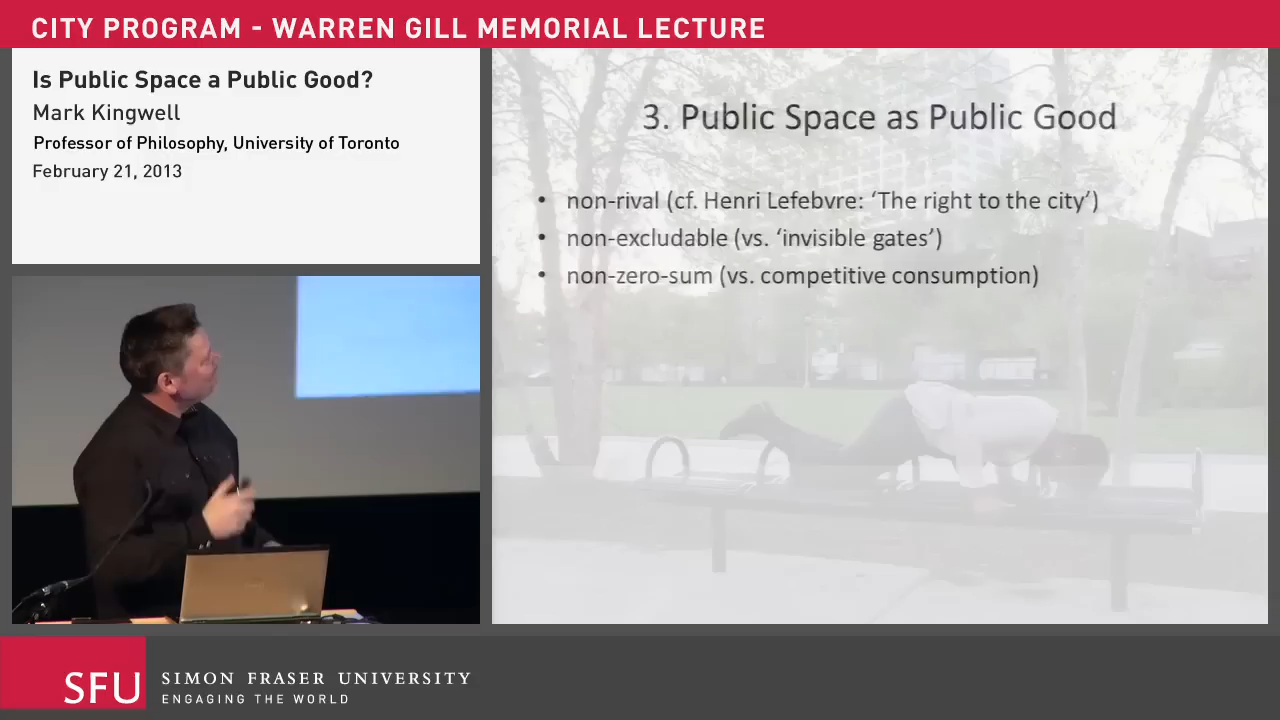 CITY PROGRAM - WARREN GILL MEMORIAL LECTURE
Is Public Space a Public Good?
Mark Kingwell
Professor of Philosophy, University of Toronto
February 21, 2013
3. Public Space as Public Good
• non-rival (cf. Henri Lefebvre: ‘The right to the city’)
• non-excludable (vs. ‘invisible gates’)
• non-zero-sum (vs. competitive consumption)
SFU
SIMON FRASER UNIVERSITY
ENGAGING THE WORLD